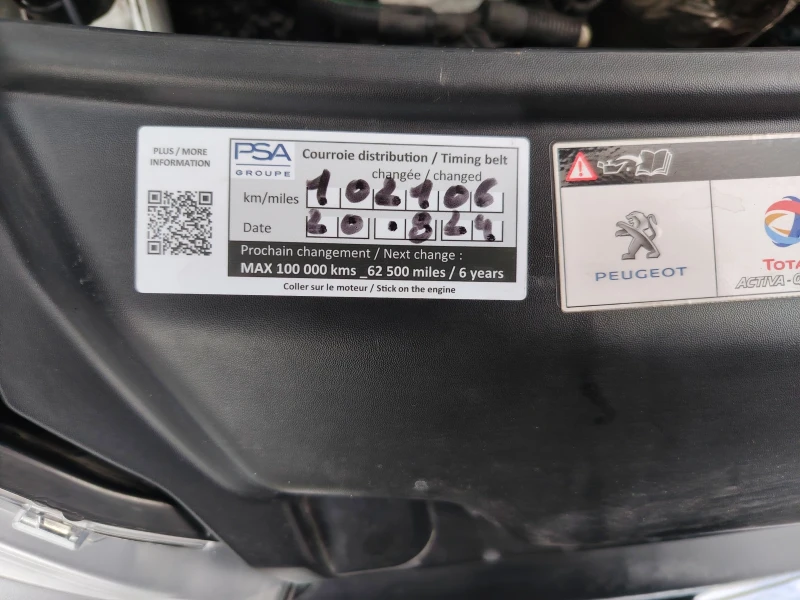 PLUS / MORE
INFORMATION
PSA
GROUPE
Courroie distribution / Timing belt
changée / changed
km/miles 102106
Date 20.824
Prochain changement / Next change :
MAX 100 000 kms _62 500 miles / 6 years
Coller sur le moteur / Stick on the engine
PEUGEOT
TOTA
ACTIVA-